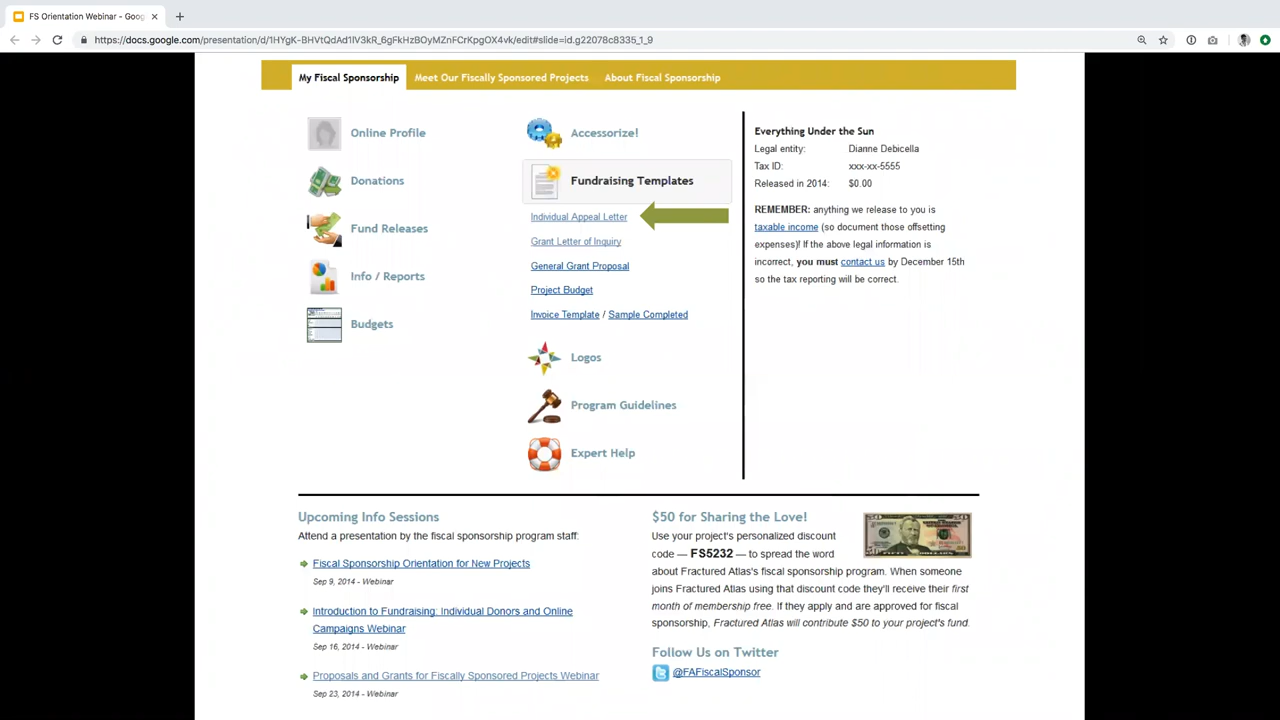 FS Orientation Webinar - Goog
https://docs.google.com/presentation/d/1HYgK-BHVtQdAd1lV3kR_6gFkHzBOyMZnFCrKpgOX4vk/edit#slide=id.g22078c8335_1_9
My Fiscal Sponsorship
Meet Our Fiscally Sponsored Projects
About Fiscal Sponsorship
Online Profile
Donations
Fund Releases
Info / Reports
Budgets
Accessorize!
Fundraising Templates
Individual Appeal Letter
Grant Letter of Inquiry
General Grant Proposal
Project Budget
Invoice Template / Sample Completed
Logos
Program Guidelines
Expert Help
Everything Under the Sun
Legal entity: Dianne Debicella
Tax ID: xxx-xx-5555
Released in 2014: $0.00
REMEMBER: anything we release to you is
taxable income (so document those offsetting
expenses)! If the above legal information is
incorrect, you must contact us by December 15th
so the tax reporting will be correct.
Upcoming Info Sessions
Attend a presentation by the fiscal sponsorship program staff:
Fiscal Sponsorship Orientation for New Projects
Sep 9, 2014 - Webinar
Introduction to Fundraising: Individual Donors and Online
Campaigns Webinar
Sep 16, 2014 - Webinar
Proposals and Grants for Fiscally Sponsored Projects Webinar
Sep 23, 2014 - Webinar
$50 for Sharing the Love!
Use your project's personalized discount
code — FS5232 — to spread the word
about Fractured Atlas's fiscal sponsorship program. When someone
joins Fractured Atlas using that discount code they'll receive their first
month of membership free. If they apply and are approved for fiscal
sponsorship, Fractured Atlas will contribute $50 to your project's fund.
Follow Us on Twitter
@FAFiscalSponsor